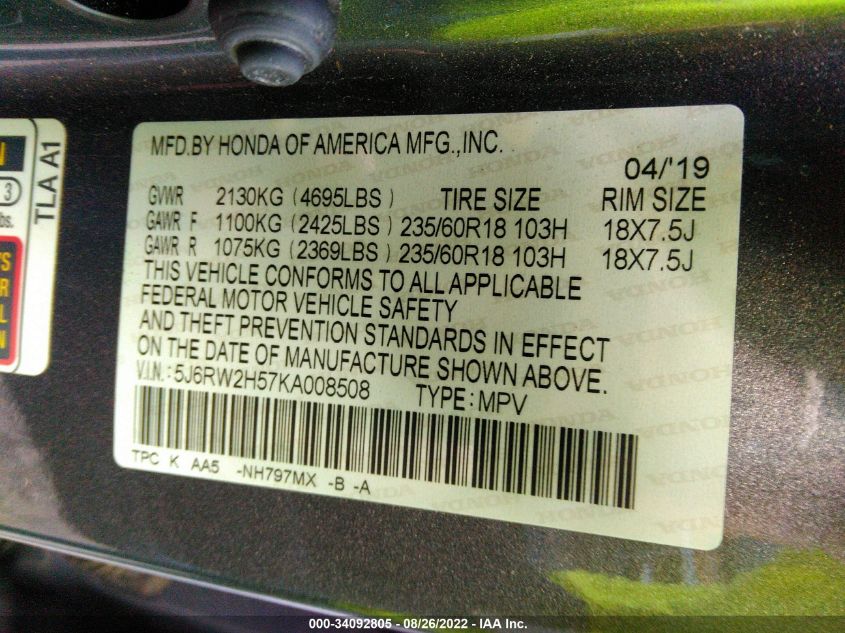 MFD.BY HONDA OF AMERICA MFG.,INC.
04/'19
GVWR 2130KG (4695LBS) TIRE SIZE RIM SIZE
GAWR F 1100KG (2425LBS) 235/60R18 103H 18X7.5J
GAWR R 1075KG (2369LBS) 235/60R18 103H 18X7.5J
THIS VEHICLE CONFORMS TO ALL APPLICABLE
FEDERAL MOTOR VEHICLE SAFETY
AND THEFT PREVENTION STANDARDS IN EFFECT
ON THE DATE OF MANUFACTURE SHOWN ABOVE.
V.I.N.:5J6RW2H57KA008508 TYPE:MPV
TPC K AA5 -NH797MX -B -A
TLA A1
3
000-34092805 - 08/26/2022 - IAA Inc.